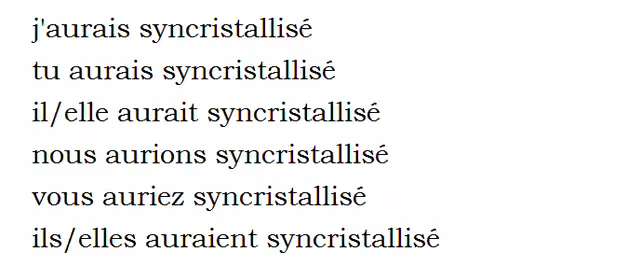 j'aurais syncristallisé
tu aurais syncristallisé
il/elle aurait syncristallisé
nous aurions syncristallisé
vous auriez syncristallisé
ils/elles auraient syncristallisé